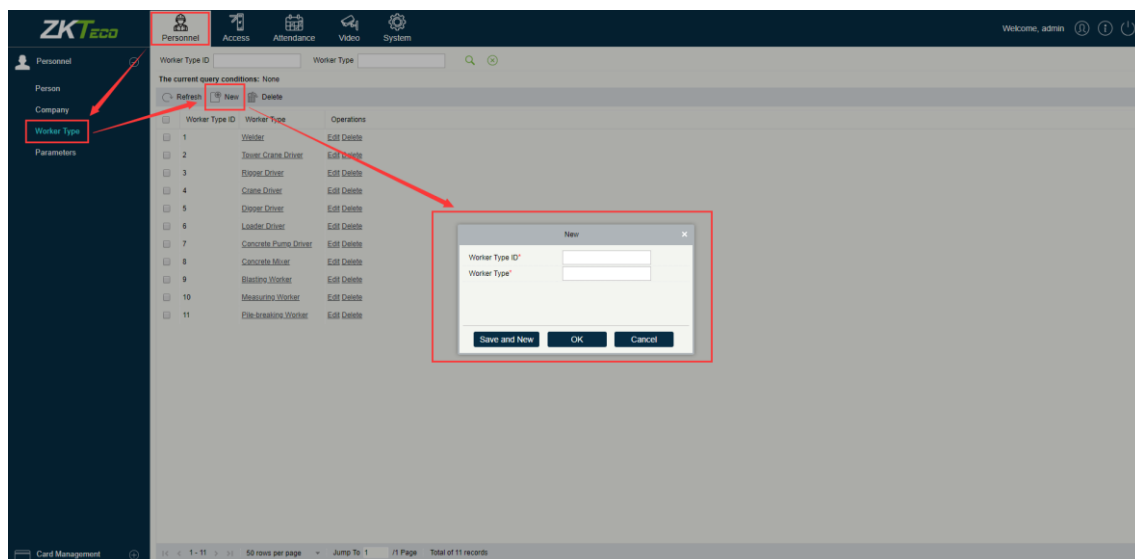 ZKTECO
Personnel Access Attendance Video System
Welcome, admin
Personnel
Person
Company
Worker Type
Parameters
Card Management
Worker Type ID Worker Type
The current query conditions: None
Refresh New Delete
Worker Type ID Worker Type Operations
1 Welder Edit Delete
2 Tower Crane Driver Edit Delete
3 Rigger Driver Edit Delete
4 Crane Driver Edit Delete
5 Digger Driver Edit Delete
6 Loader Driver Edit Delete
7 Concrete Pump Driver Edit Delete
8 Concrete Mixer Edit Delete
9 Blasting Worker Edit Delete
10 Measuring Worker Edit Delete
11 Pile-breaking Worker Edit Delete
New
Worker Type ID*
Worker Type*
Save and New OK Cancel
1 - 11 50 rows per page Jump To 1 /1 Page Total of 11 records